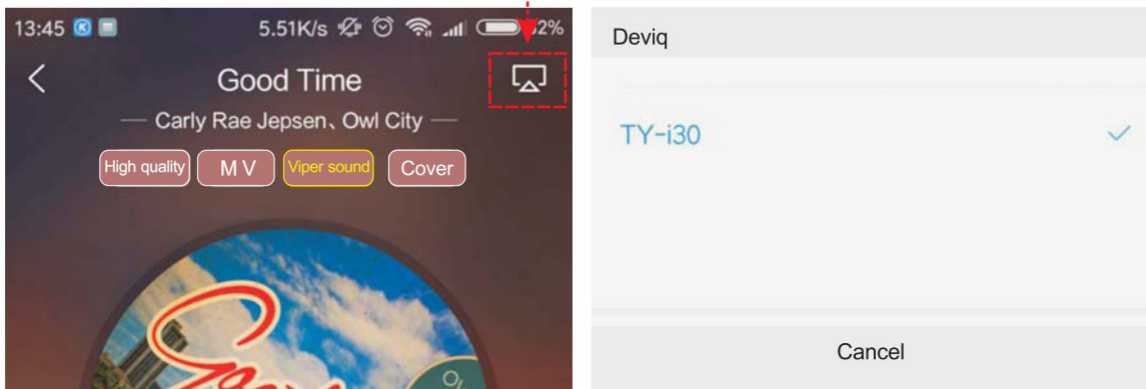 13:45
5.51K/s
Good Time
— Carly Rae Jepsen、Owl City —
High quality
M V
Viper sound
Cover
Deviq
TY-i30
Cancel